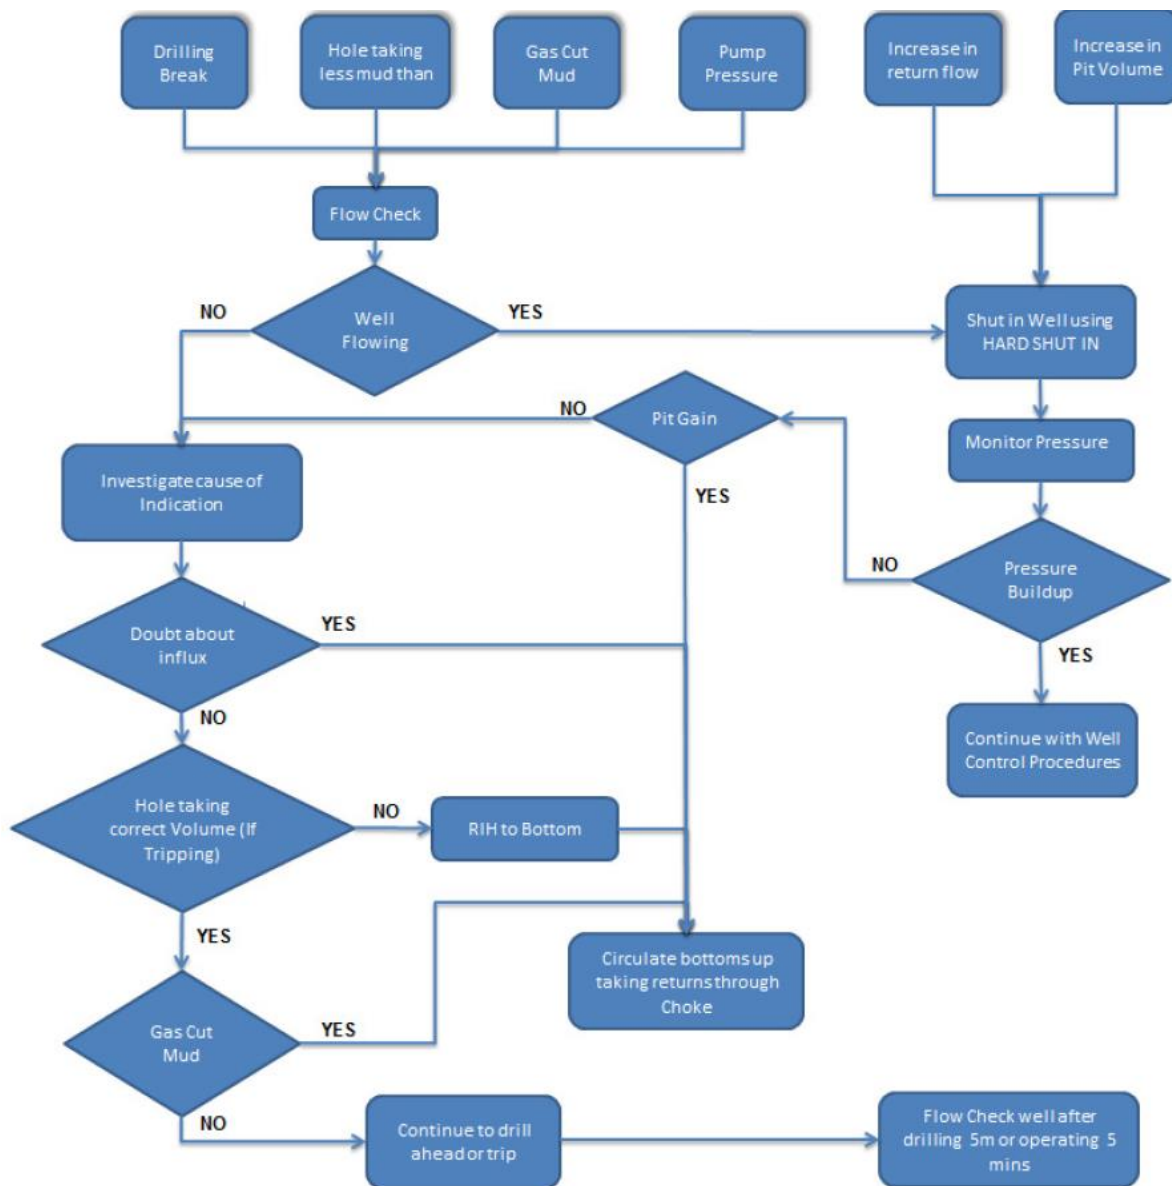 Drilling
Break
Hole taking
less mud than
Gas Cut
Mud
Pump
Pressure
Increase in
return flow
Increase in
Pit Volume
Flow Check
NO
Well
Flowing
YES
Shut in Well using
HARD SHUT IN
NO
Pit Gain
YES
Monitor Pressure
Investigate cause of
Indication
NO
Pressure
Buildup
YES
Doubt about
influx
YES
NO
Continue with Well
Control Procedures
Hole taking
correct Volume (If
Tripping)
NO
RIH to Bottom
YES
Circulate bottoms up
taking returns through
Choke
Gas Cut
Mud
YES
NO
Continue to drill
ahead or trip
Flow Check well after
drilling 5m or operating 5
mins